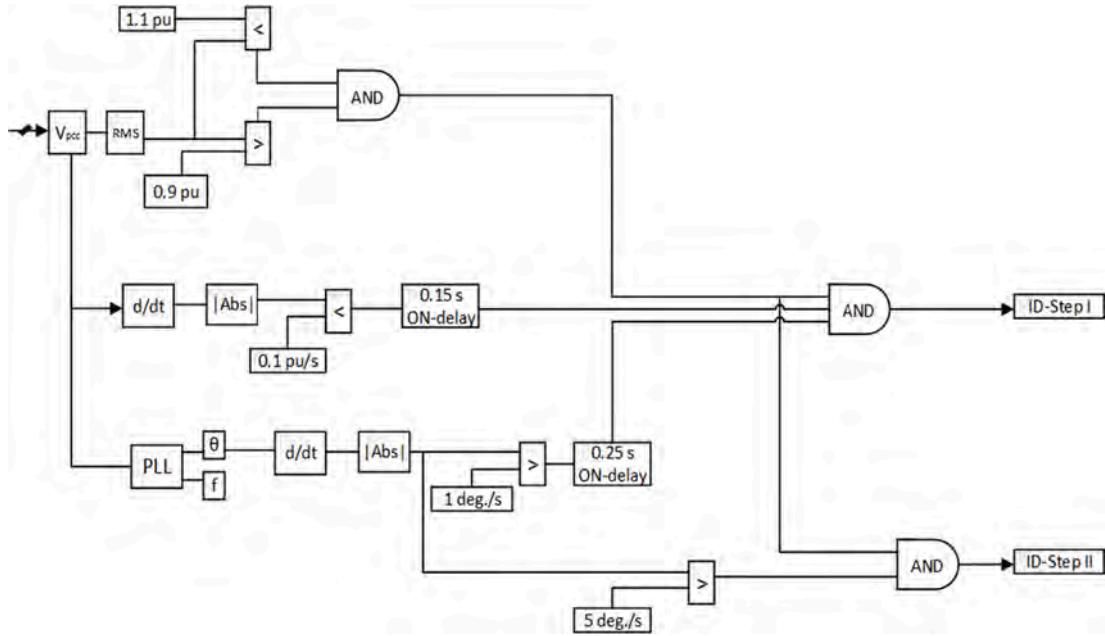 1.1 pu
<
AND
V_pcc
RMS
>
0.9 pu
d/dt
|Abs|
<
0.15 s
ON-delay
0.1 pu/s
AND
ID-Step I
PLL
θ
f
d/dt
|Abs|
>
0.25 s
ON-delay
1 deg./s
>
5 deg./s
AND
ID-Step II